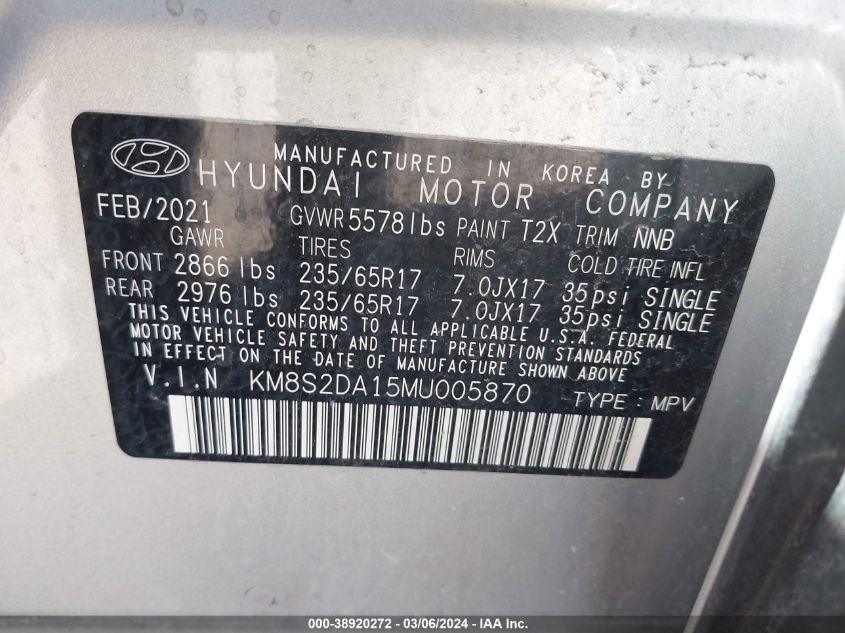 MANUFACTURED IN KOREA BY
HYUNDAI MOTOR COMPANY
FEB/2021 GVWR 5578 lbs PAINT T2X TRIM NNB
GAWR TIRES RIMS COLD TIRE INFL
FRONT 2866 lbs 235/65R17 7.0JX17 35psi SINGLE
REAR 2976 lbs 235/65R17 7.0JX17 35psi SINGLE
THIS VEHICLE CONFORMS TO ALL APPLICABLE U.S.A. FEDERAL
MOTOR VEHICLE SAFETY AND THEFT PREVENTION STANDARDS
IN EFFECT ON THE DATE OF MANUFACTURE SHOWN ABOVE.
V.I.N KM8S2DA15MU005870 TYPE : MPV
000-38920272 - 03/06/2024 - IAA Inc.